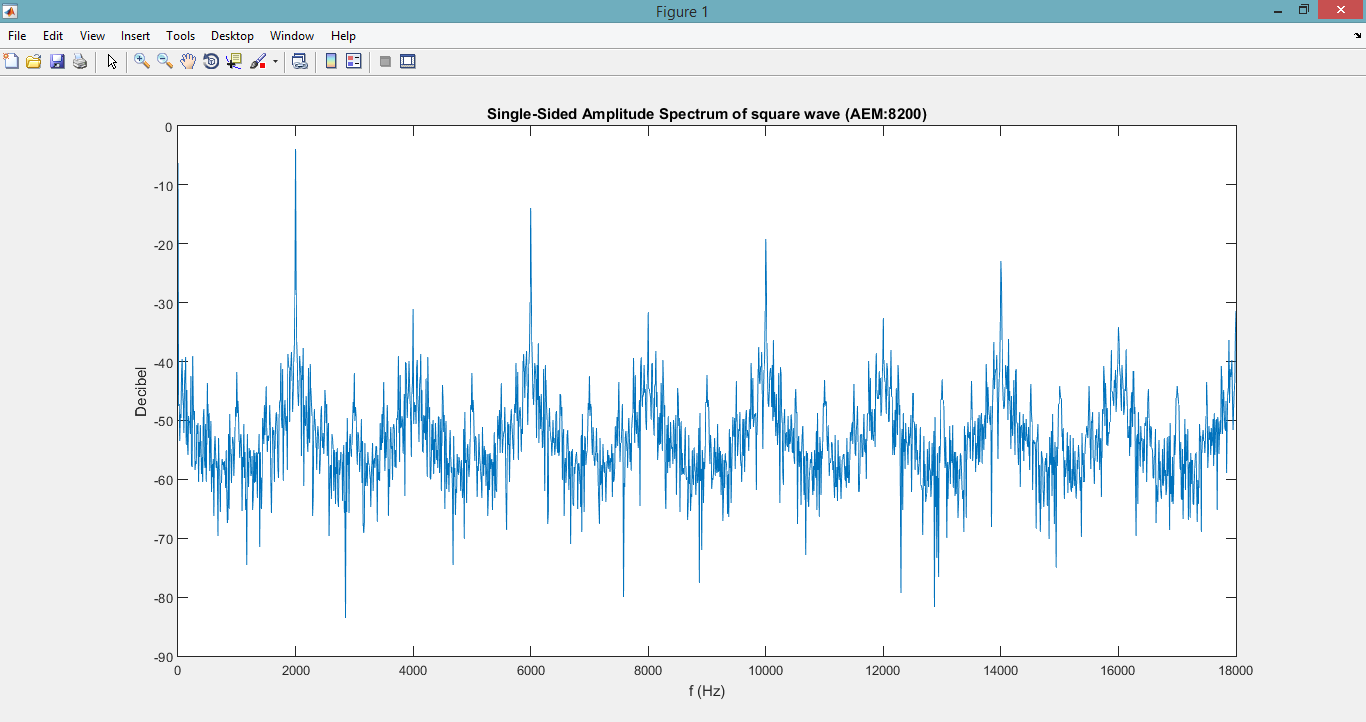 Figure 1
File Edit View Insert Tools Desktop Window Help
Single-Sided Amplitude Spectrum of square wave (AEM:8200)
0
-10
-20
-30
-40
-50
-60
-70
-80
-90
Decibel
0 2000 4000 6000 8000 10000 12000 14000 16000 18000
f (Hz)